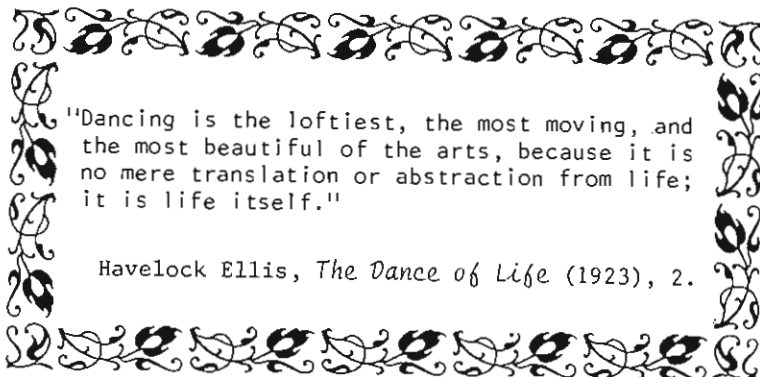 "Dancing is the loftiest, the most moving, and
the most beautiful of the arts, because it is
no mere translation or abstraction from life;
it is life itself."
Havelock Ellis, The Dance of Life (1923), 2.